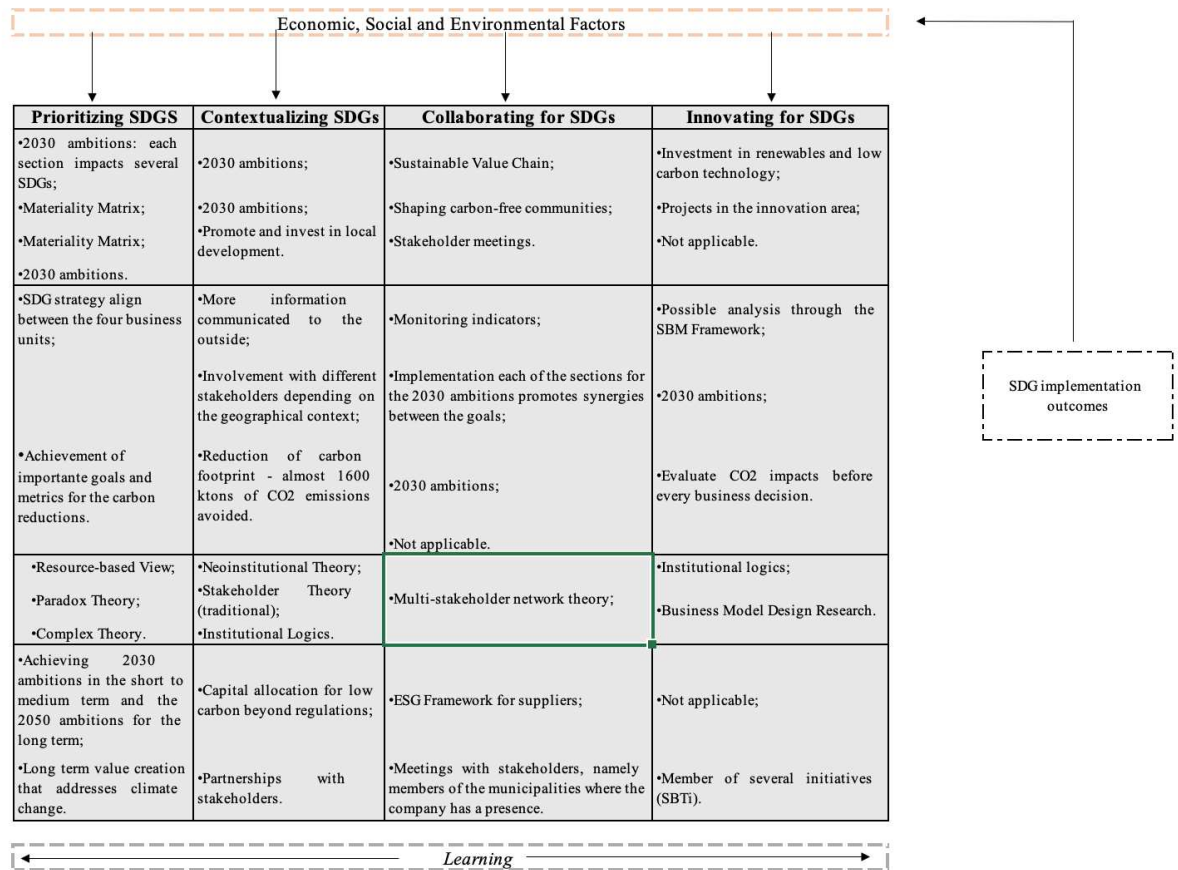 Economic, Social and Environmental Factors
Prioritizing SDGS
Contextualizing SDGs
Collaborating for SDGs
Innovating for SDGs
•2030 ambitions: each
section impacts several
SDGs;
•Materiality Matrix;
•Materiality Matrix;
•2030 ambitions.
•2030 ambitions;
•2030 ambitions;
•Promote and invest in local
development.
•Sustainable Value Chain;
•Shaping carbon-free communities;
•Stakeholder meetings.
•Investment in renewables and low
carbon technology;
•Projects in the innovation area;
•Not applicable.
•SDG strategy align
between the four business
units;
•Achievement of
importante goals and
metrics for the carbon
reductions.
•More information
communicated to the
outside;
•Involvement with different
stakeholders depending on
the geographical context;
•Reduction of carbon
footprint - almost 1600
ktons of CO2 emissions
avoided.
•Monitoring indicators;
•Implementation each of the sections for
the 2030 ambitions promotes synergies
between the goals;
•2030 ambitions;
•Not applicable.
•Possible analysis through the
SBM Framework;
•2030 ambitions;
•Evaluate CO2 impacts before
every business decision.
•Resource-based View;
•Paradox Theory;
•Complex Theory.
•Neoinstitutional Theory;
•Stakeholder Theory
(traditional);
•Institutional Logics.
•Multi-stakeholder network theory;
•Institutional logics;
•Business Model Design Research.
•Achieving 2030
ambitions in the short to
medium term and the
2050 ambitions for the
long term;
•Long term value creation
that addresses climate
change.
•Capital allocation for low
carbon beyond regulations;
•Partnerships with
stakeholders.
•ESG Framework for suppliers;
•Meetings with stakeholders, namely
members of the municipalities where the
company has a presence.
•Not applicable;
•Member of several initiatives
(SBTi).
SDG implementation
outcomes
Learning